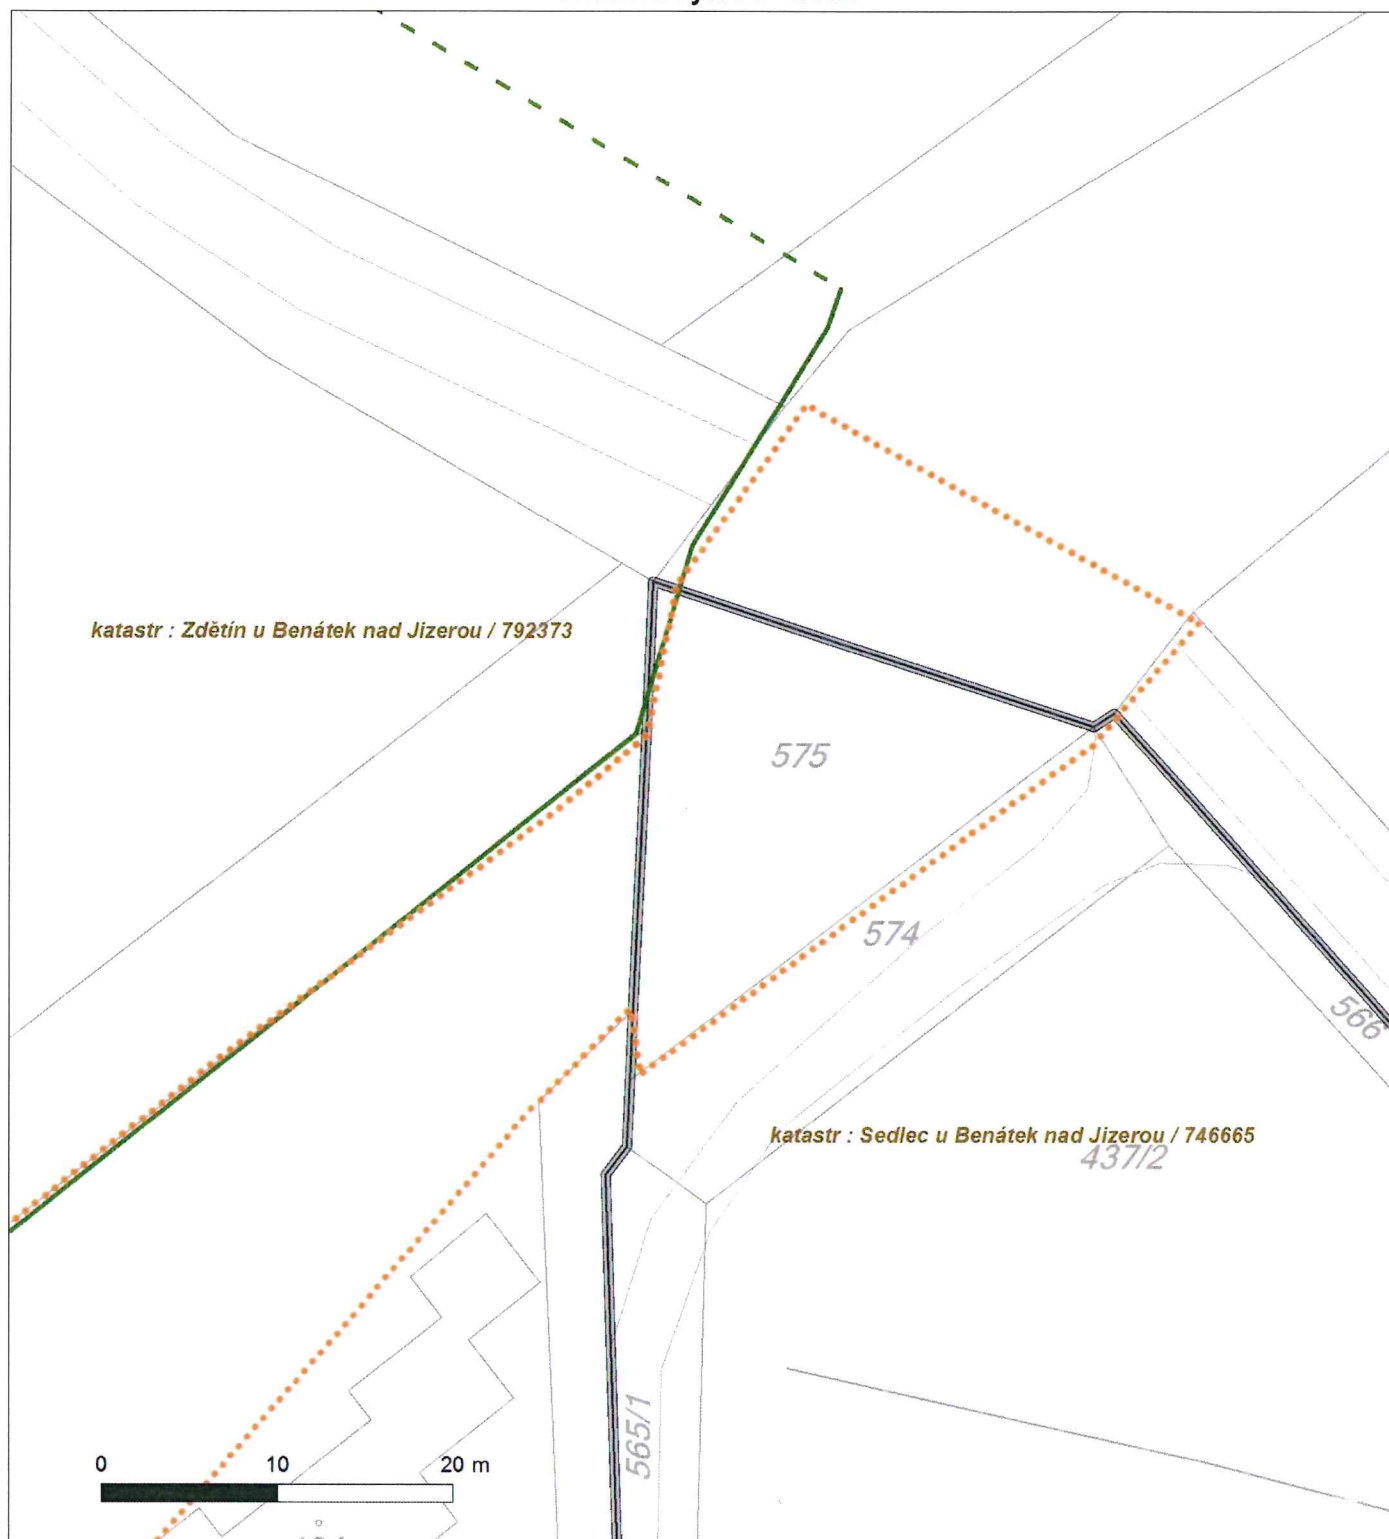 katastr : Zdětín u Benátek nad Jizerou / 792373
575
574
566
katastr : Sedlec u Benátek nad Jizerou / 746665
437/2
565/1
0 10 20 m